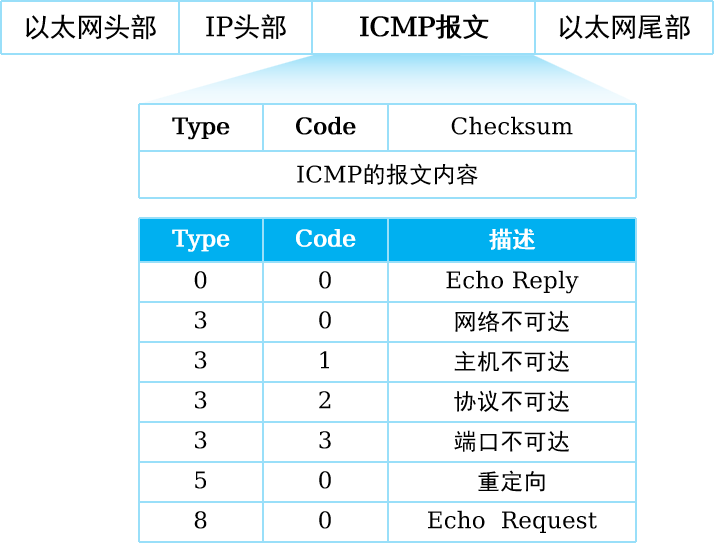 以太网头部 IP头部 ICMP报文 以太网尾部
Type Code Checksum
ICMP的报文内容
Type Code 描述
0 0 Echo Reply
3 0 网络不可达
3 1 主机不可达
3 2 协议不可达
3 3 端口不可达
5 0 重定向
8 0 Echo Request